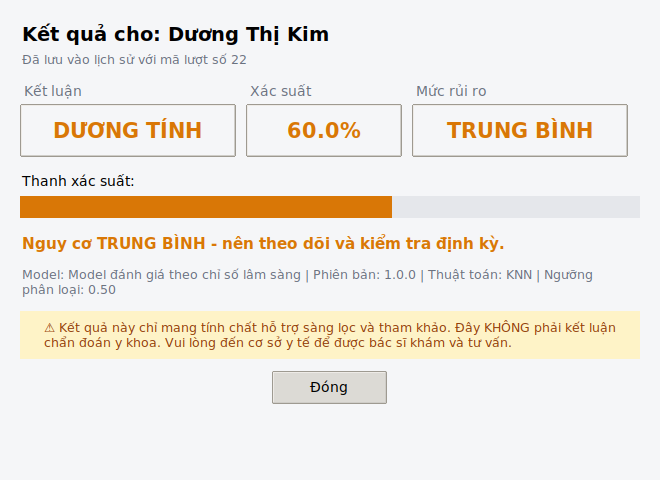 Kết quả cho: Dương Thị Kim
Đã lưu vào lịch sử với mã lượt số 22
Kết luận
Xác suất
Mức rủi ro
DƯƠNG TÍNH
60.0%
TRUNG BÌNH
Thanh xác suất:
Nguy cơ TRUNG BÌNH - nên theo dõi và kiểm tra định kỳ.
Model: Model đánh giá theo chỉ số lâm sàng | Phiên bản: 1.0.0 | Thuật toán: KNN | Ngưỡng
phân loại: 0.50
⚠ Kết quả này chỉ mang tính chất hỗ trợ sàng lọc và tham khảo. Đây KHÔNG phải kết luận
chẩn đoán y khoa. Vui lòng đến cơ sở y tế để được bác sĩ khám và tư vấn.
Đóng